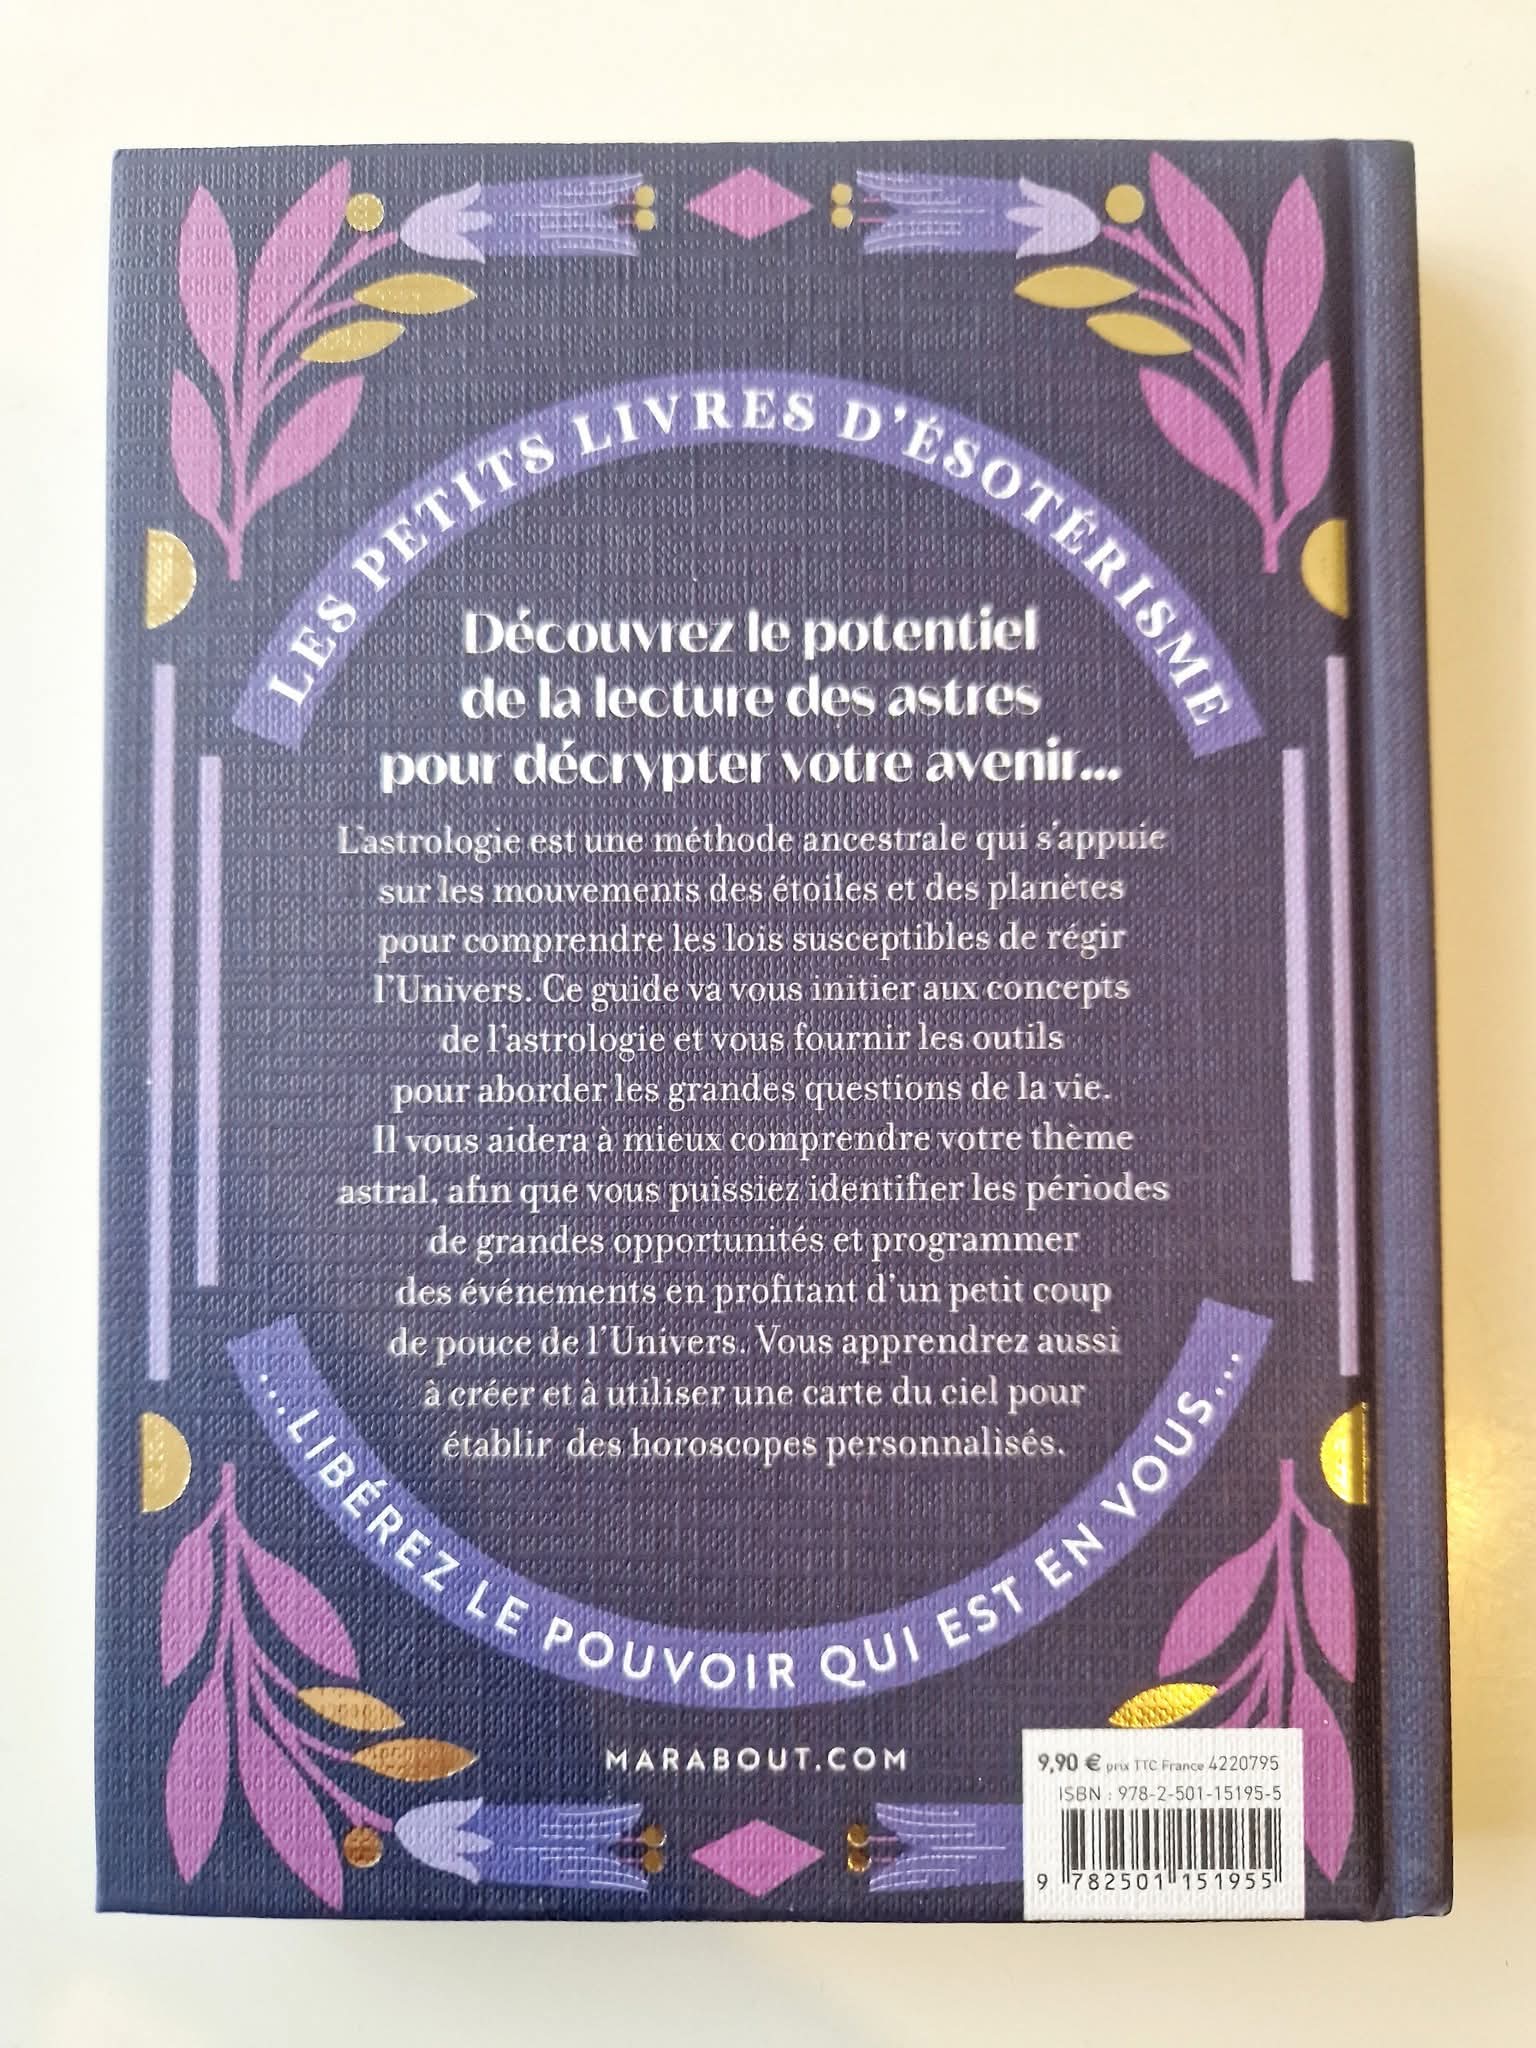 LES PETITS LIVRES D'ÉSOTÉRISME
Découvrez le potentiel
de la lecture des astres
pour décrypter votre avenir...
L'astrologie est une méthode ancestrale qui s'appuie
sur les mouvements des étoiles et des planètes
pour comprendre les lois susceptibles de régir
l'Univers. Ce guide va vous initier aux concepts
de l'astrologie et vous fournir les outils
pour aborder les grandes questions de la vie.
Il vous aidera à mieux comprendre votre thème
astral, afin que vous puissiez identifier les périodes
de grandes opportunités et programmer
des événements en profitant d'un petit coup
de pouce de l'Univers. Vous apprendrez aussi
à créer et à utiliser une carte du ciel pour
établir des horoscopes personnalisés.
...LIBÉREZ LE POUVOIR QUI EST EN VOUS...
MARABOUT.COM
9,90 € prix TTC France 4220795
ISBN : 978-2-501-15195-5
9 782501 151955